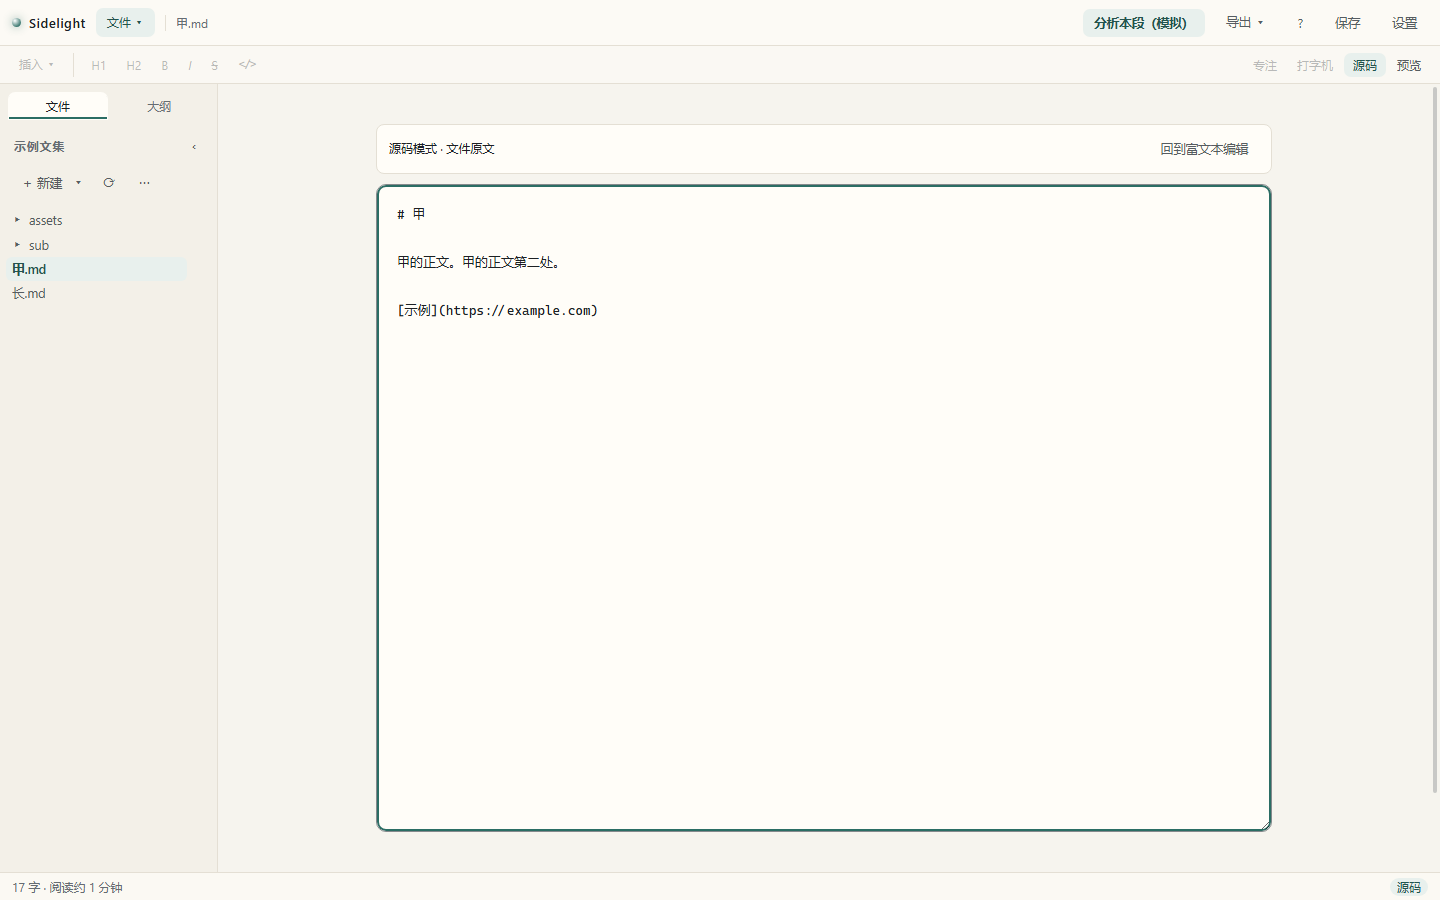 Sidelight 文件 ▾ 甲.md 分析本段（模拟） 导出 ▾ ? 保存 设置
插入 ▾ H1 H2 B I S </> 专注 打字机 源码 预览
文件 大纲
示例文集 ‹
+ 新建 ▾ ⟳ ···
▸ assets
▸ sub
甲.md
长.md
源码模式 · 文件原文 回到富文本编辑
# 甲
甲的正文。甲的正文第二处。
[示例](https://example.com)
17 字 · 阅读约 1 分钟 源码